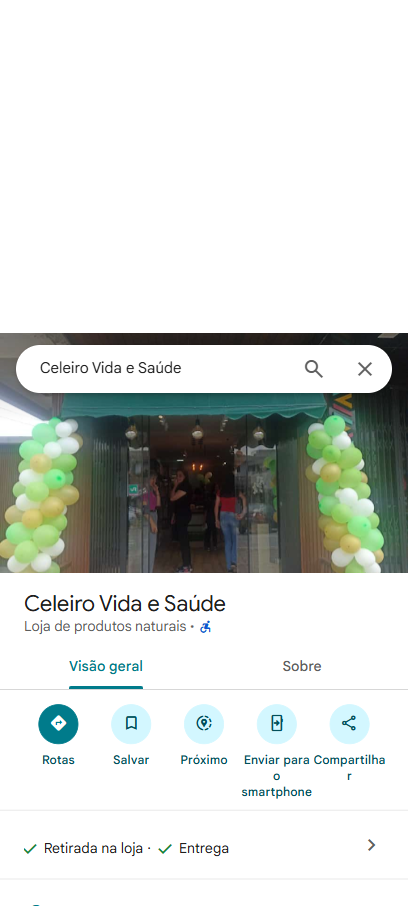 Celeiro Vida e Saúde
Celeiro Vida e Saúde
Loja de produtos naturais ·
Visão geral
Sobre
Rotas
Salvar
Próximo
Enviar para
o
smartphone
Compartilha
r
Retirada na loja ·
Entrega